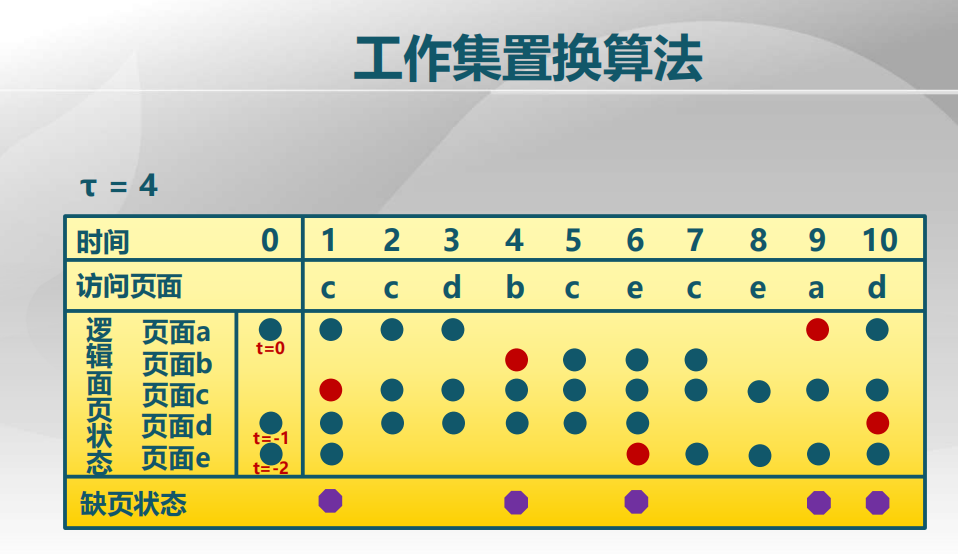 工作集置换算法
τ = 4
时间 0 1 2 3 4 5 6 7 8 9 10
访问页面 c c d b c e c e a d
逻辑面页状态
页面a
t=0
页面b
页面c
页面d
t=-1
页面e
t=-2
缺页状态